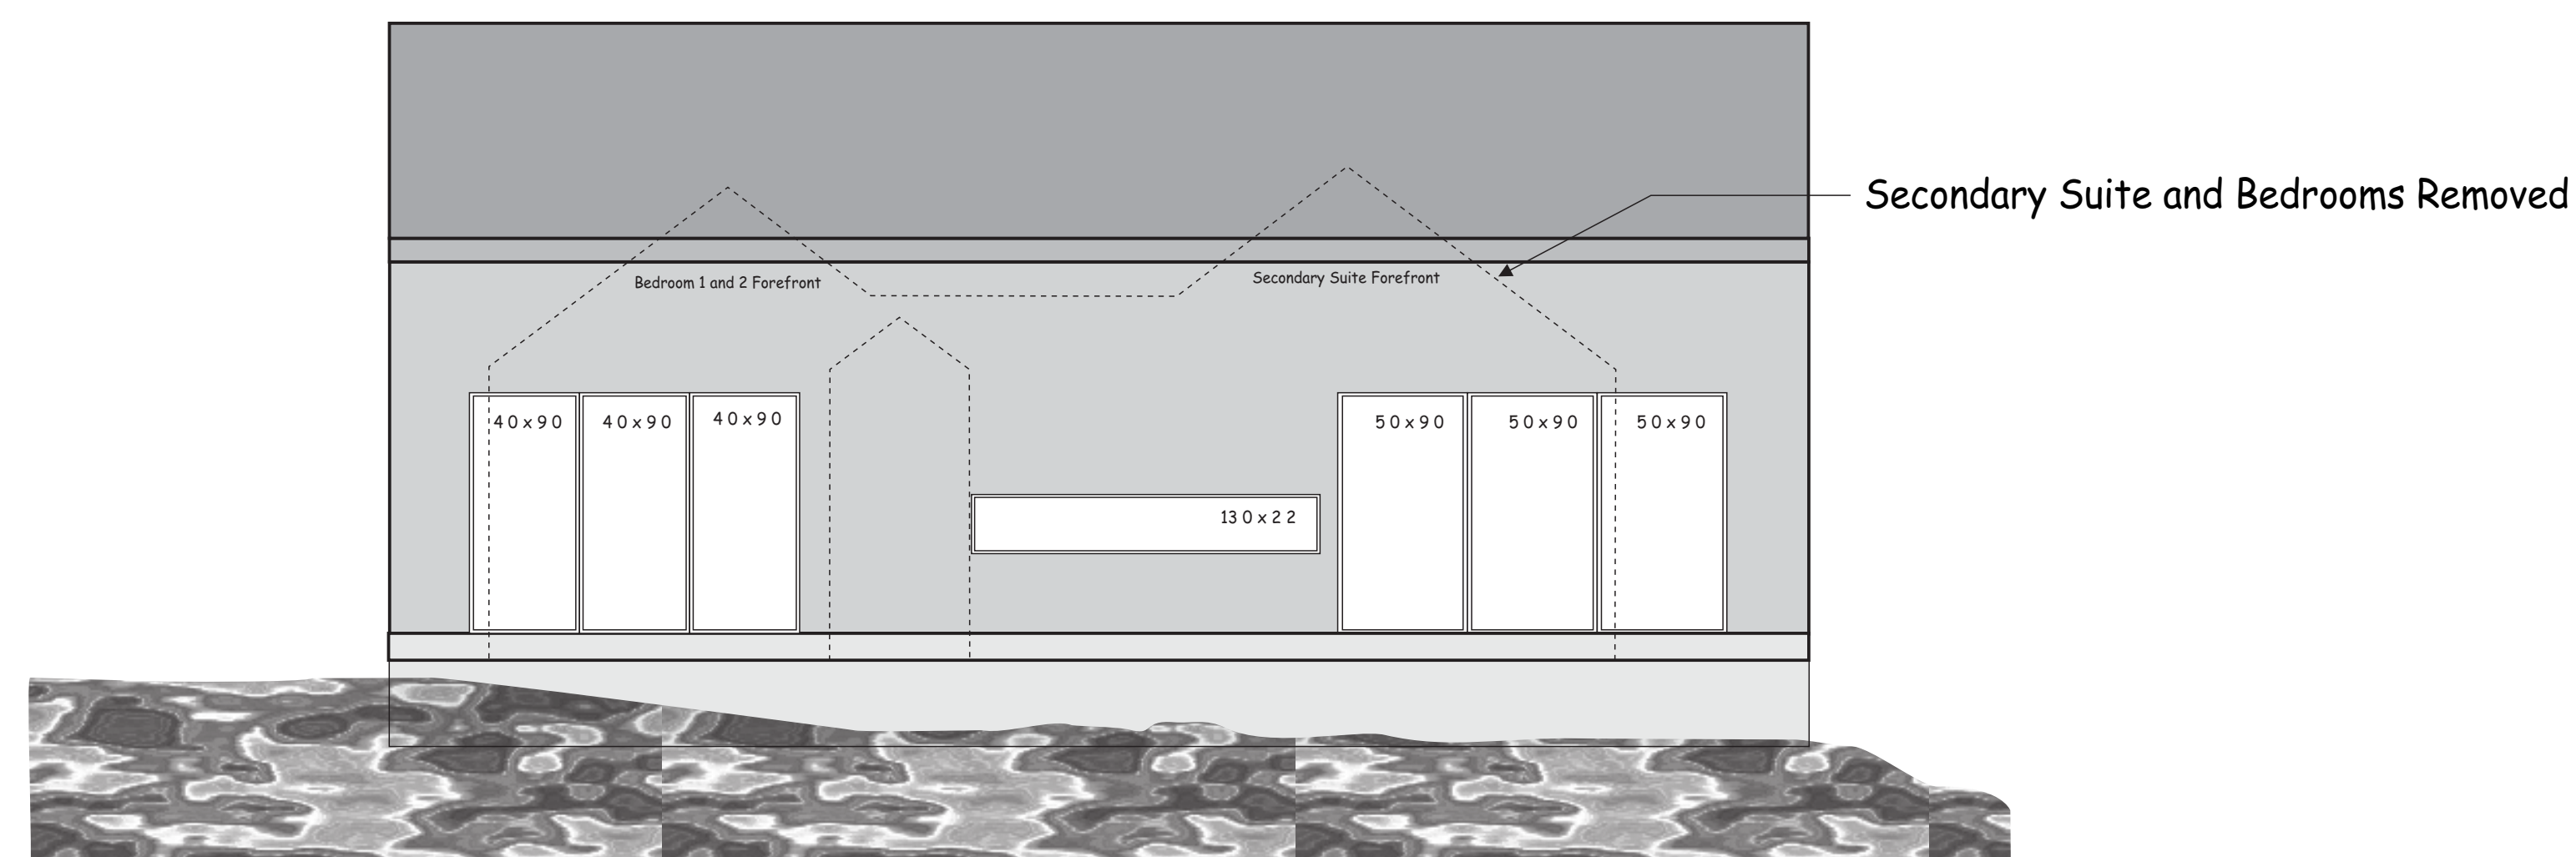 Secondary Suite and Bedrooms Removed
Bedroom 1 and 2 Forefront
Secondary Suite Forefront
40x90
40x90
40x90
50x90
50x90
50x90
130x22